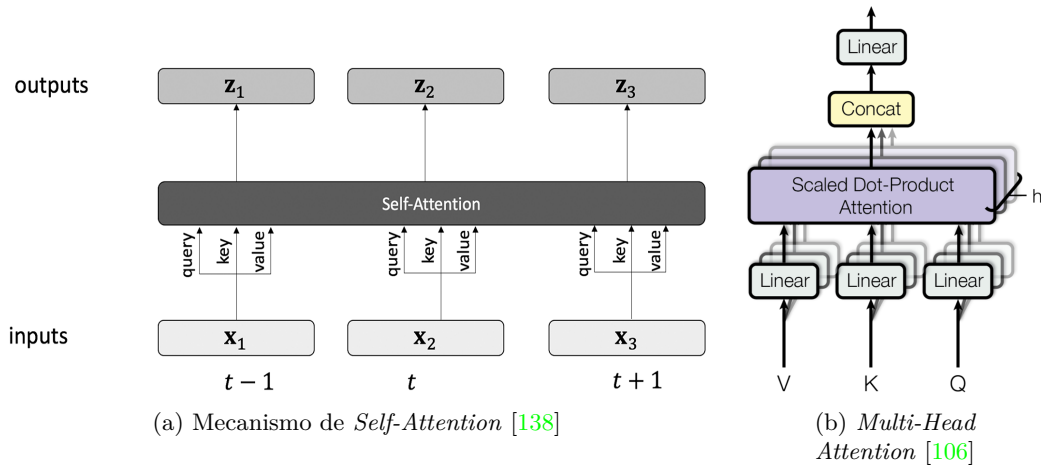 outputs
z1
z2
z3
Self-Attention
query
key
value
query
key
value
query
key
value
inputs
x1
x2
x3
t − 1
t
t + 1
(a) Mecanismo de Self-Attention [138]
Linear
Concat
Scaled Dot-Product
Attention
h
Linear
Linear
Linear
V
K
Q
(b) Multi-Head
Attention [106]